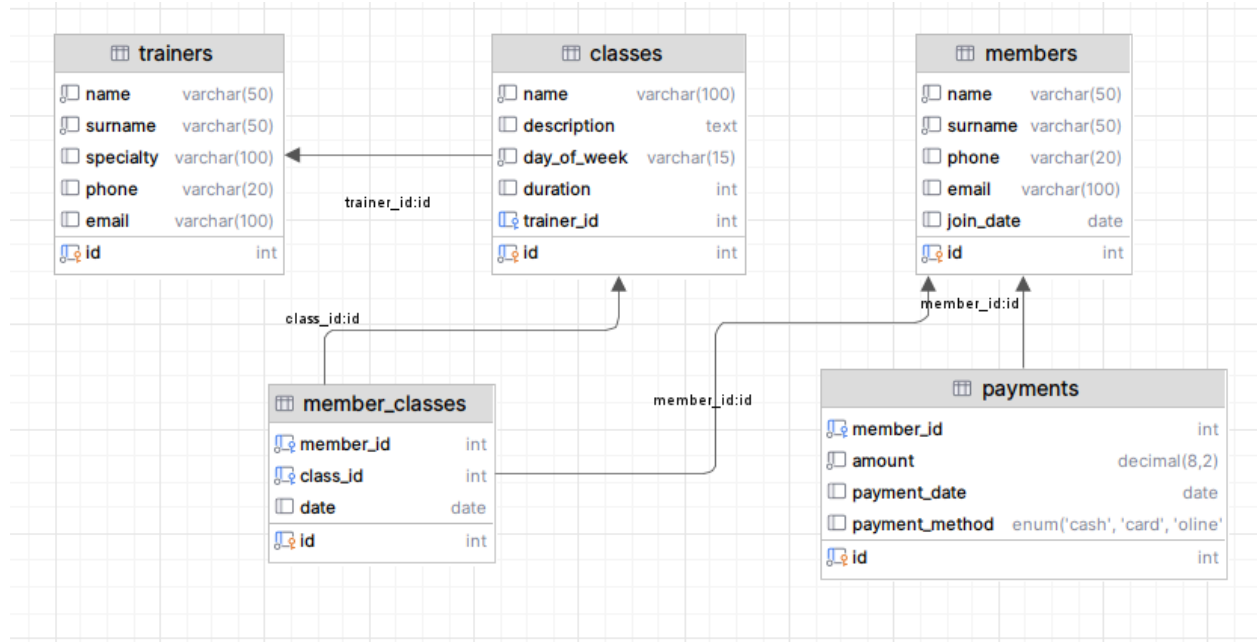 trainers
name varchar(50)
surname varchar(50)
specialty varchar(100)
phone varchar(20)
email varchar(100)
id int
trainer_id:id
classes
name varchar(100)
description text
day_of_week varchar(15)
duration int
trainer_id int
id int
members
name varchar(50)
surname varchar(50)
phone varchar(20)
email varchar(100)
join_date date
id int
class_id:id
member_id:id
member_id:id
member_classes
member_id int
class_id int
date date
id int
payments
member_id int
amount decimal(8,2)
payment_date date
payment_method enum('cash', 'card', 'oline'
id int